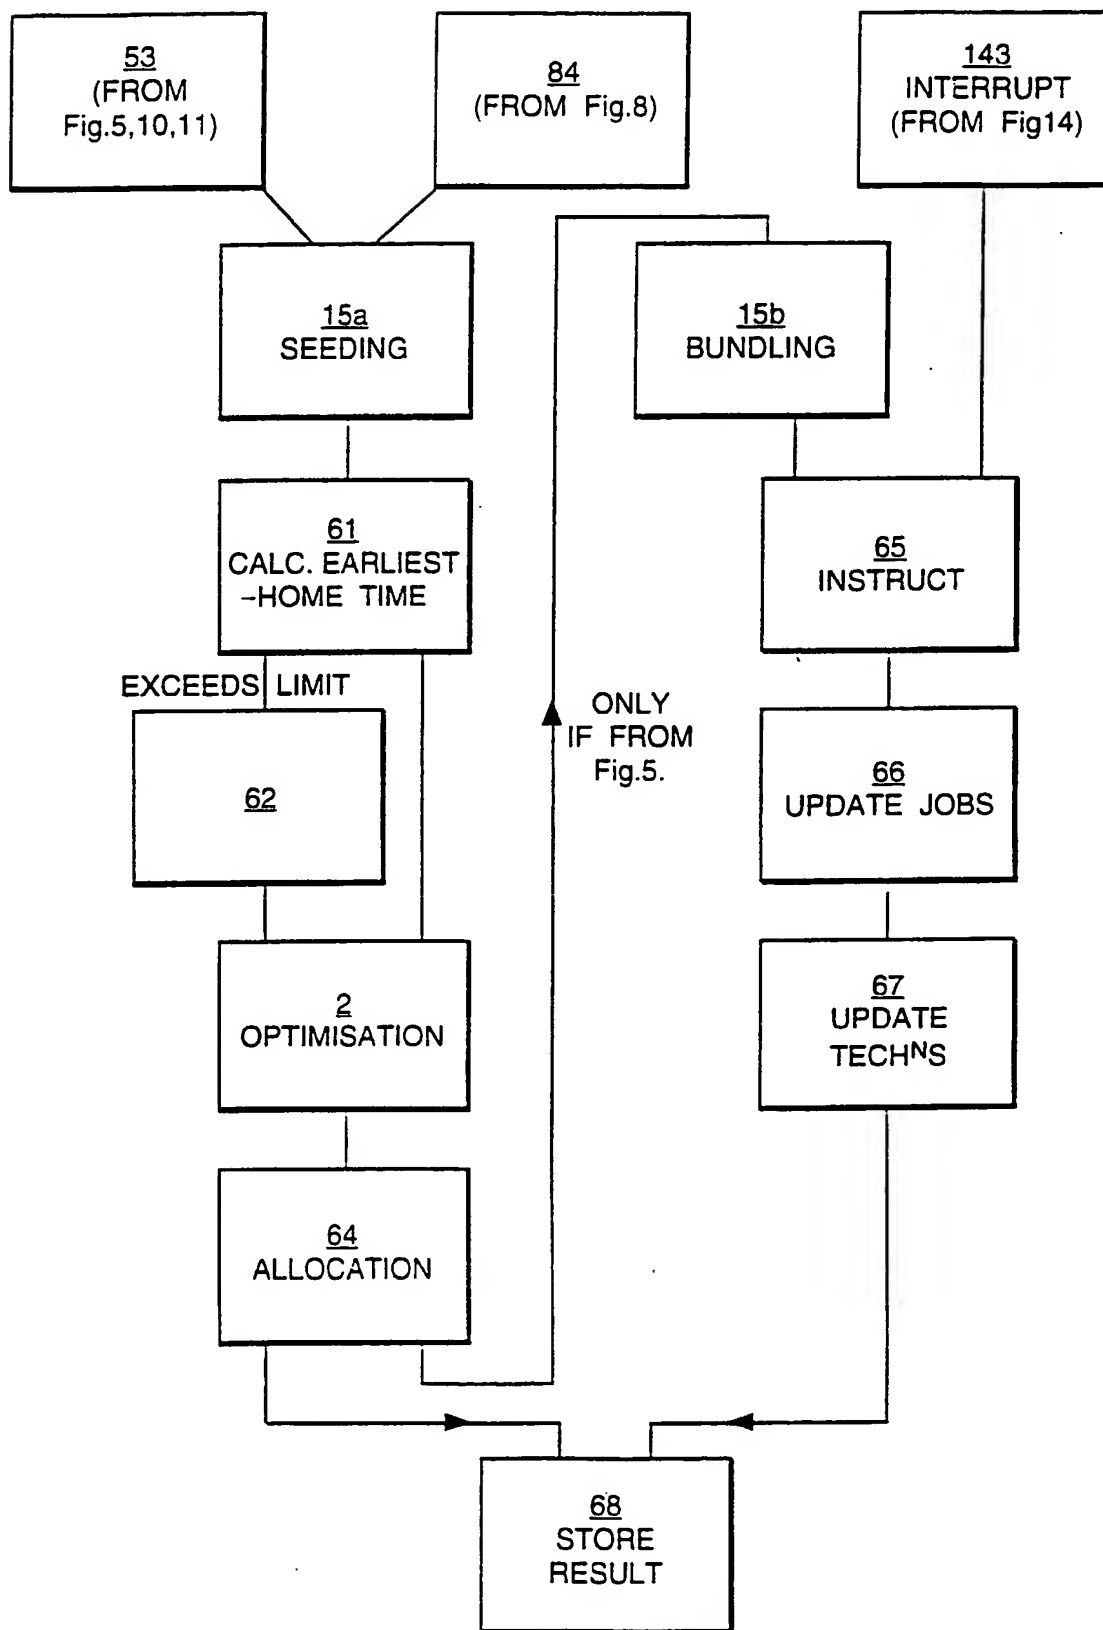 53
(FROM
Fig.5,10,11)
84
(FROM Fig.8)
143
INTERRUPT
(FROM Fig14)
15a
SEEDING
15b
BUNDLING
61
CALC. EARLIEST
-HOME TIME
65
INSTRUCT
EXCEEDS LIMIT
ONLY
IF FROM
Fig.5.
62
66
UPDATE JOBS
2
OPTIMISATION
67
UPDATE
TECHNS
64
ALLOCATION
68
STORE
RESULT